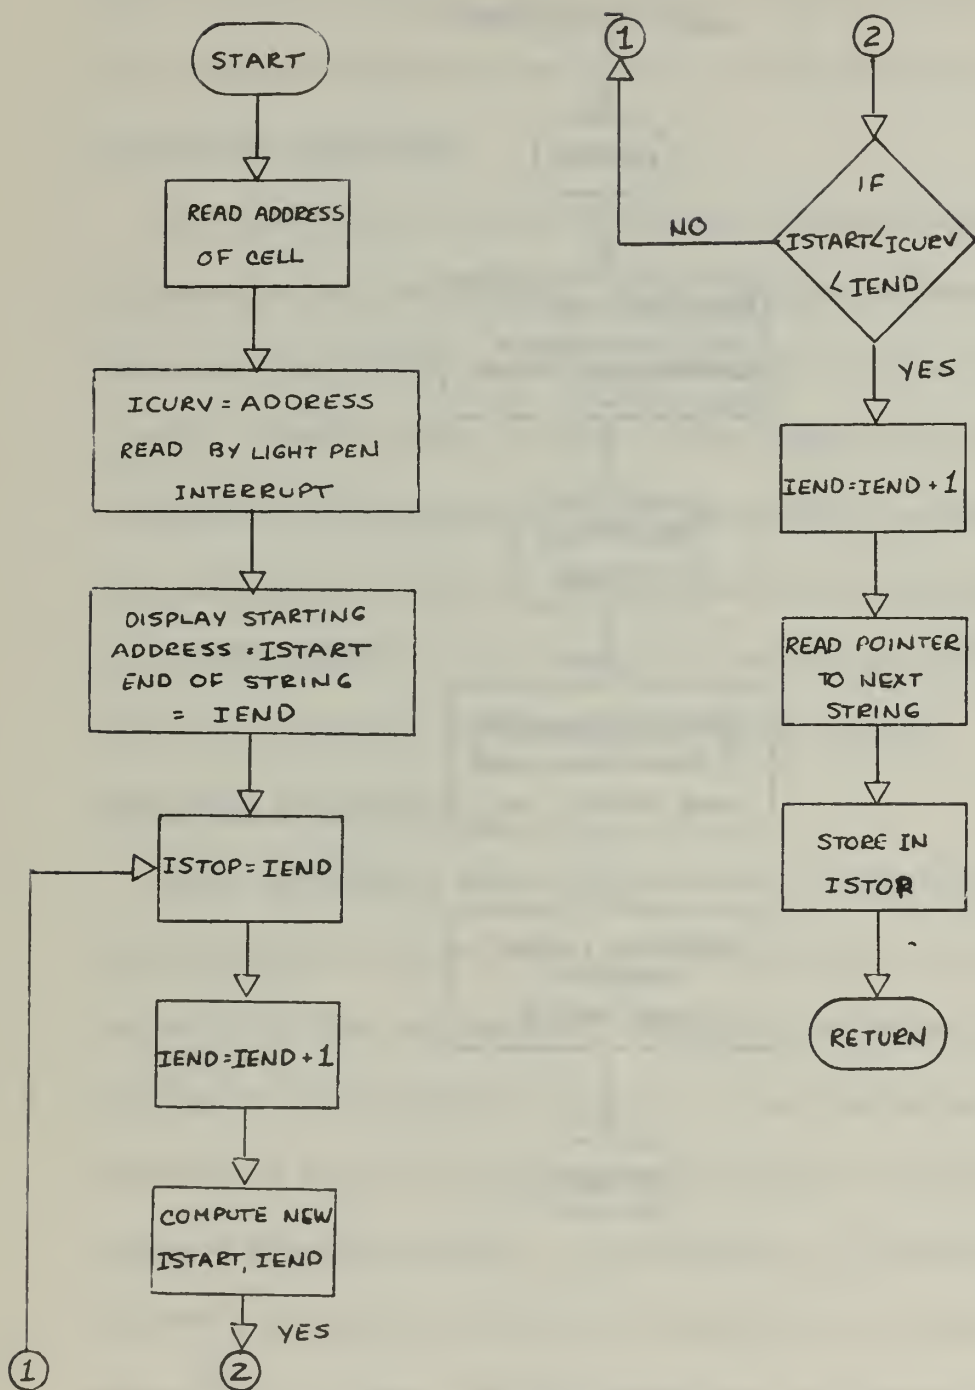 START
READ ADDRESS
OF CELL
ICURV = ADDRESS
READ BY LIGHT PEN
INTERRUPT
DISPLAY STARTING
ADDRESS = ISTART
END OF STRING
= IEND
ISTOP = IEND
IEND = IEND + 1
COMPUTE NEW
ISTART, IEND
YES
1
2
1
2
IF
ISTART < ICURV
< IEND
NO
YES
IEND = IEND + 1
READ POINTER
TO NEXT
STRING
STORE IN
ISTOP
RETURN